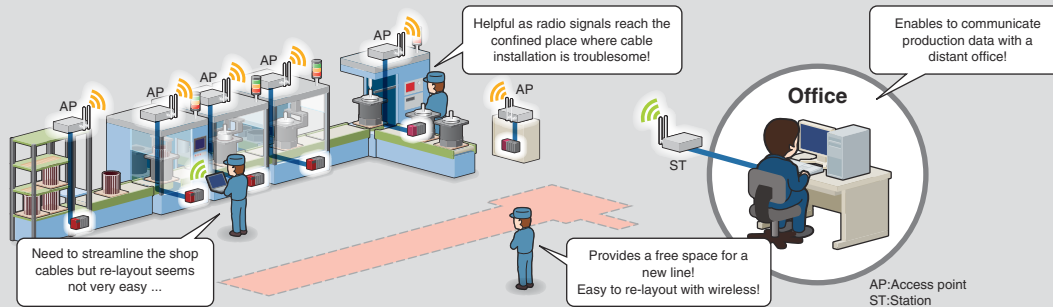 AP
Helpful as radio signals reach the
confined place where cable
installation is troublesome!
Enables to communicate
production data with a
distant office!
AP
AP
AP
AP
AP
Office
ST
Need to streamline the shop
cables but re-layout seems
not very easy ...
Provides a free space for a
new line!
Easy to re-layout with wireless!
AP:Access point
ST:Station